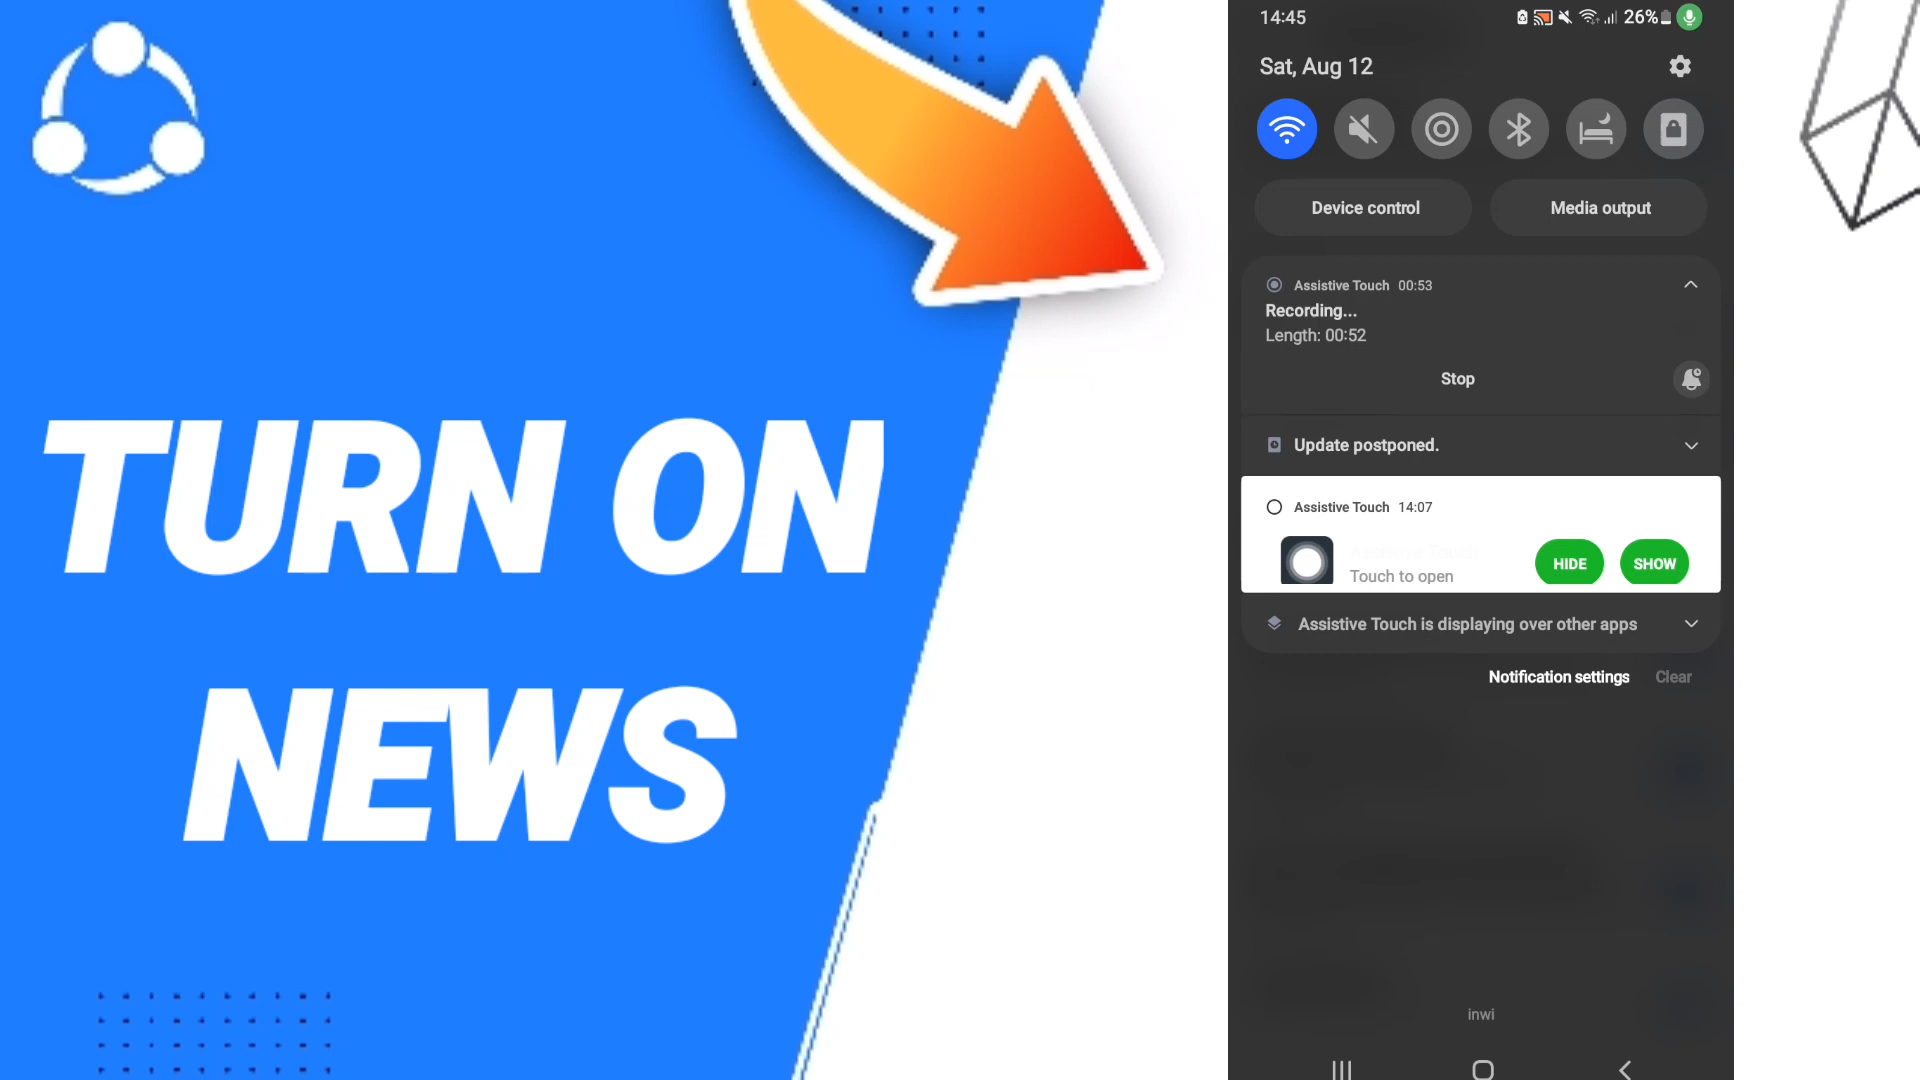 TURN ON
NEWS
14:45
26%
Sat, Aug 12
Device control
Media output
Assistive Touch 00:53
Recording...
Length: 00:52
Stop
Update postponed.
Assistive Touch 14:07
Assistive Touch
Touch to open
HIDE
SHOW
Assistive Touch is displaying over other apps
Notification settings
Clear
inwi